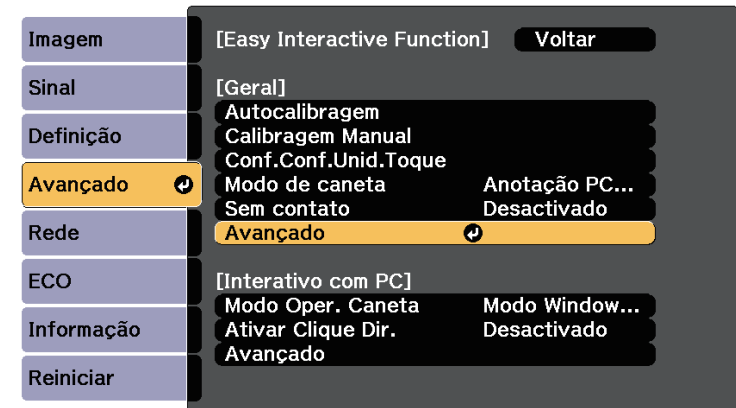 Imagem
Sinal
Definição
Avançado
Rede
ECO
Informação
Reiniciar
[Easy Interactive Function] Voltar
[Geral]
Autocalibragem
Calibragem Manual
Conf.Conf.Unid.Toque
Modo de caneta Anotação PC...
Sem contato Desactivado
Avançado
[Interativo com PC]
Modo Oper. Caneta Modo Window...
Ativar Clique Dir. Desactivado
Avançado